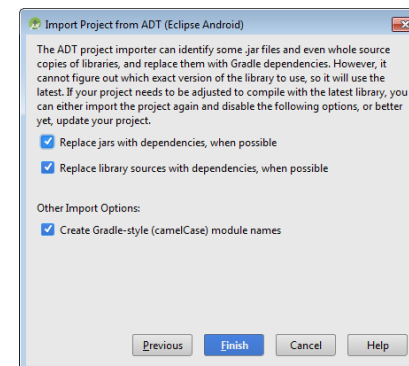 Import Project from ADT (Eclipse Android)
The ADT project importer can identify some .jar files and even whole source
copies of libraries, and replace them with Gradle dependencies. However, it
cannot figure out which exact version of the library to use, so it will use the
latest. If your project needs to be adjusted to compile with the latest library, you
can either import the project again and disable the following options, or better
yet, update your project.
Replace jars with dependencies, when possible
Replace library sources with dependencies, when possible
Other Import Options:
Create Gradle-style (camelCase) module names
Previous Finish Cancel Help